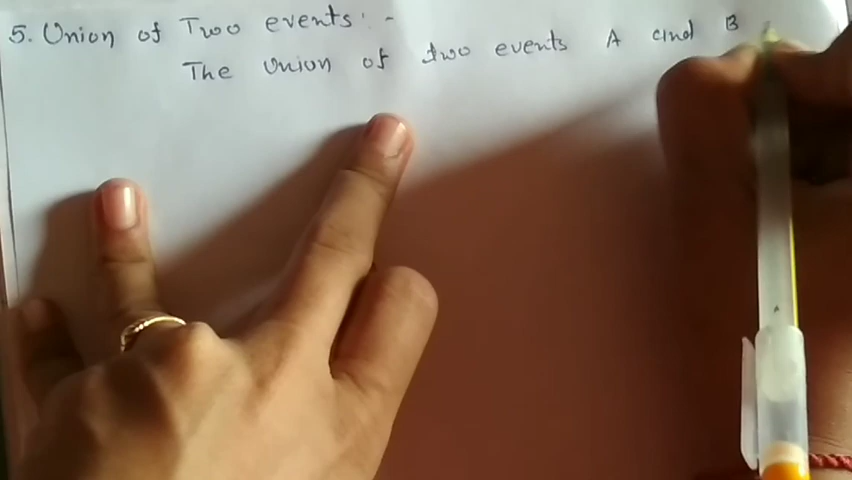 5. Union of Two events :-
The Union of two events A and B